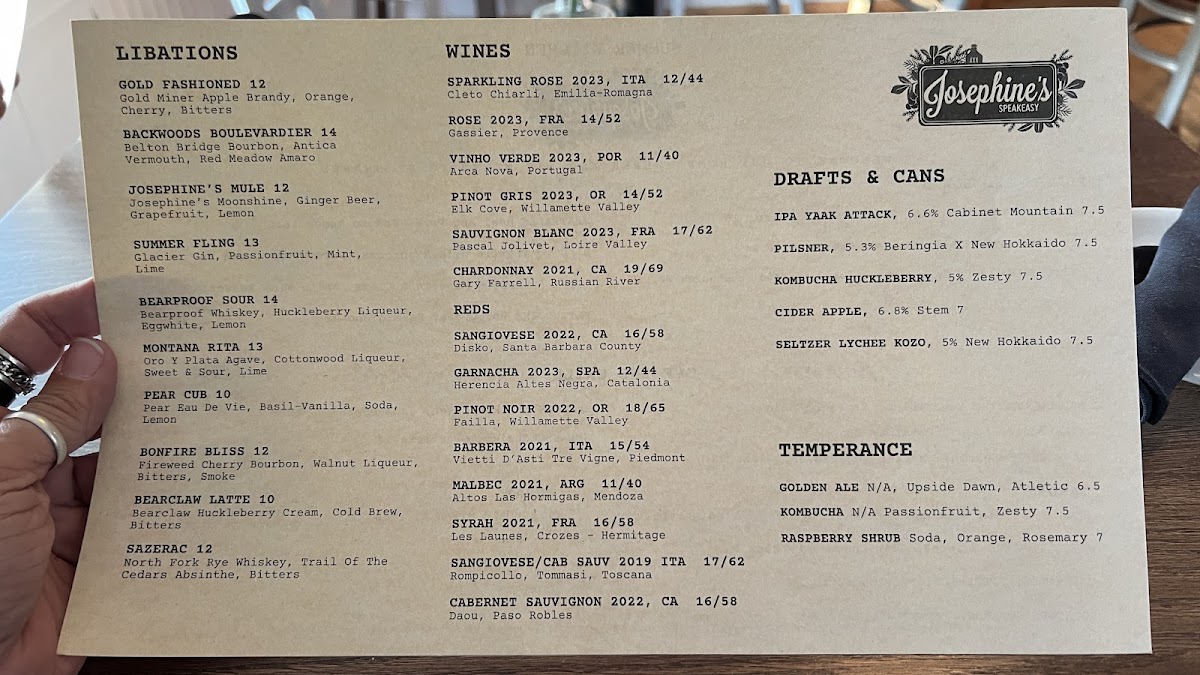 LIBATIONS
GOLD FASHIONED 12
Gold Miner Apple Brandy, Orange,
Cherry, Bitters
BACKWOODS BOULEVARDIER 14
Belton Bridge Bourbon, Antica
Vermouth, Red Meadow Amaro
JOSEPHINE'S MULE 12
Josephine's Moonshine, Ginger Beer,
Grapefruit, Lemon
SUMMER FLING 13
Glacier Gin, Passionfruit, Mint,
Lime
BEARPROOF SOUR 14
Bearproof Whiskey, Huckleberry Liqueur,
Eggwhite, Lemon
MONTANA RITA 13
Oro Y Plata Agave, Cottonwood Liqueur,
Sweet & Sour, Lime
PEAR CUB 10
Pear Eau De Vie, Basil-Vanilla, Soda,
Lemon
BONFIRE BLISS 12
Fireweed Cherry Bourbon, Walnut Liqueur,
Bitters, Smoke
BEARCLAW LATTE 10
Bearclaw Huckleberry Cream, Cold Brew,
Bitters
SAZERAC 12
North Fork Rye Whiskey, Trail Of The
Cedars Absinthe, Bitters
WINES
SPARKLING ROSE 2023, ITA 12/44
Cleto Chiarli, Emilia-Romagna
ROSE 2023, FRA 14/52
Gassier, Provence
VINHO VERDE 2023, POR 11/40
Arca Nova, Portugal
PINOT GRIS 2023, OR 14/52
Elk Cove, Willamette Valley
SAUVIGNON BLANC 2023, FRA 17/62
Pascal Jolivet, Loire Valley
CHARDONNAY 2021, CA 19/69
Gary Farrell, Russian River
REDS
SANGIOVESE 2022, CA 16/58
Disko, Santa Barbara County
GARNACHA 2023, SPA 12/44
Herencia Altes Negra, Catalonia
PINOT NOIR 2022, OR 18/65
Failla, Willamette Valley
BARBERA 2021, ITA 15/54
Vietti D'Asti Tre Vigne, Piedmont
MALBEC 2021, ARG 11/40
Altos Las Hormigas, Mendoza
SYRAH 2021, FRA 16/58
Les Launes, Crozes - Hermitage
SANGIOVESE/CAB SAUV 2019 ITA 17/62
Rompicollo, Tommasi, Toscana
CABERNET SAUVIGNON 2022, CA 16/58
Daou, Paso Robles
Josephine's
SPEAKEASY
DRAFTS & CANS
IPA YAAK ATTACK, 6.6% Cabinet Mountain 7.5
PILSNER, 5.3% Beringia X New Hokkaido 7.5
KOMBUCHA HUCKLEBERRY, 5% Zesty 7.5
CIDER APPLE, 6.8% Stem 7
SELTZER LYCHEE KOZO, 5% New Hokkaido 7.5
TEMPERANCE
GOLDEN ALE N/A, Upside Dawn, Atletic 6.5
KOMBUCHA N/A Passionfruit, Zesty 7.5
RASPBERRY SHRUB Soda, Orange, Rosemary 7